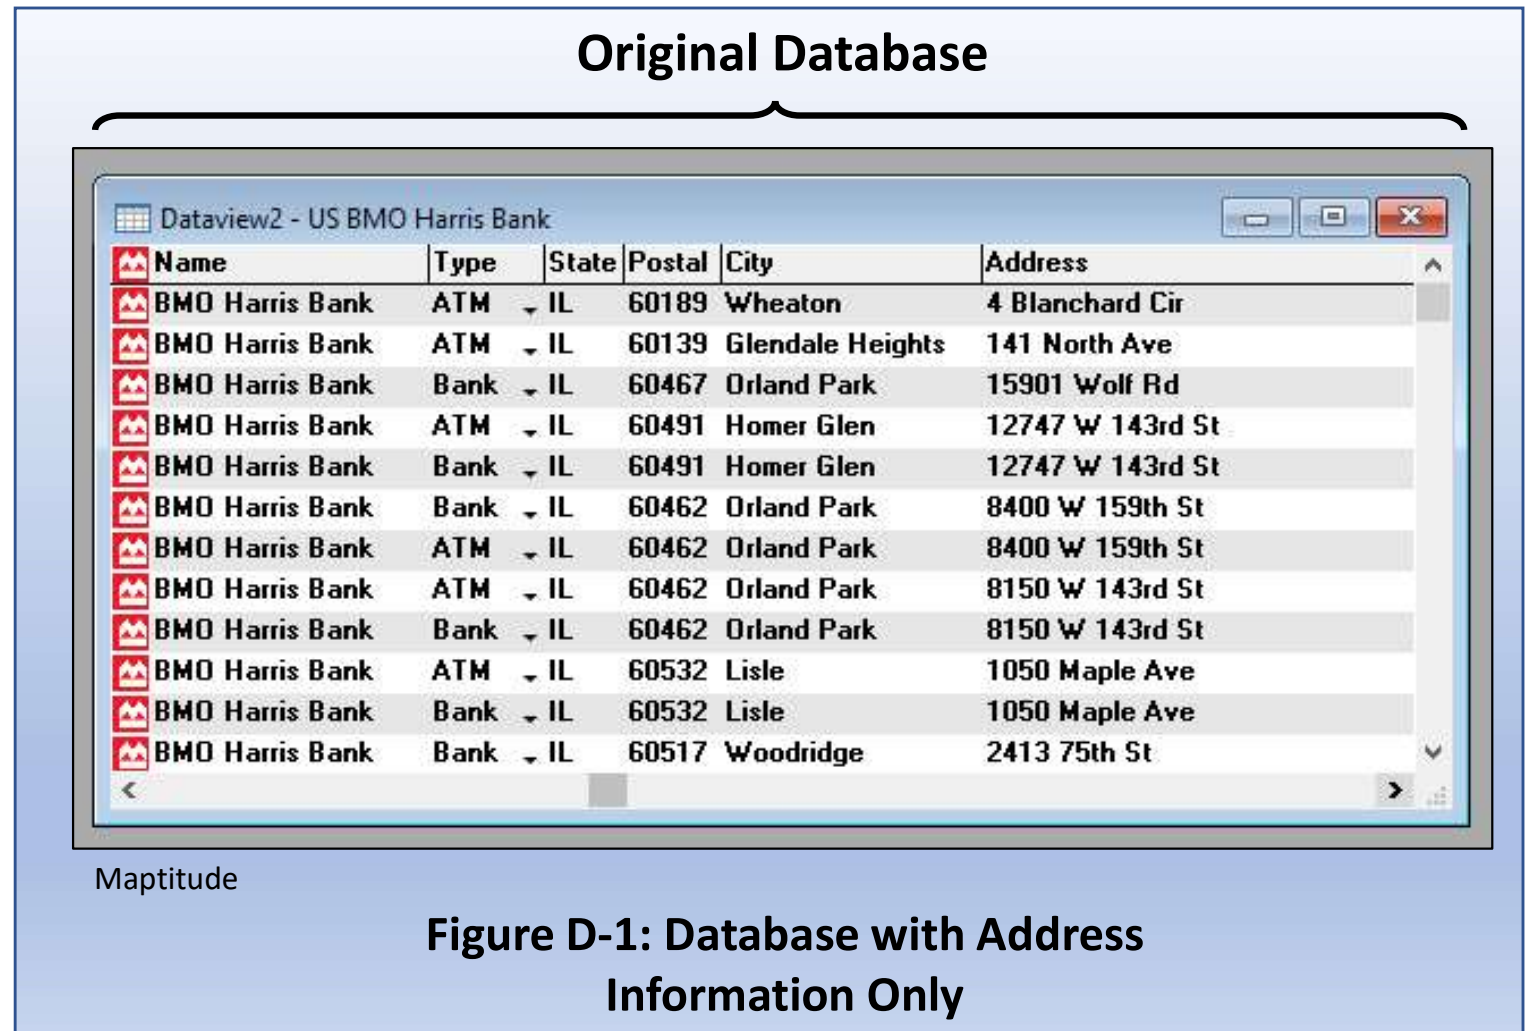 Original Database
Dataview2 - US BMO Harris Bank
Name Type State Postal City Address
BMO Harris Bank ATM IL 60189 Wheaton 4 Blanchard Cir
BMO Harris Bank ATM IL 60139 Glendale Heights 141 North Ave
BMO Harris Bank Bank IL 60467 Orland Park 15901 Wolf Rd
BMO Harris Bank ATM IL 60491 Homer Glen 12747 W 143rd St
BMO Harris Bank Bank IL 60491 Homer Glen 12747 W 143rd St
BMO Harris Bank Bank IL 60462 Orland Park 8400 W 159th St
BMO Harris Bank ATM IL 60462 Orland Park 8400 W 159th St
BMO Harris Bank ATM IL 60462 Orland Park 8150 W 143rd St
BMO Harris Bank Bank IL 60462 Orland Park 8150 W 143rd St
BMO Harris Bank ATM IL 60532 Lisle 1050 Maple Ave
BMO Harris Bank Bank IL 60532 Lisle 1050 Maple Ave
BMO Harris Bank Bank IL 60517 Woodridge 2413 75th St
Maptitude
Figure D-1: Database with Address
Information Only